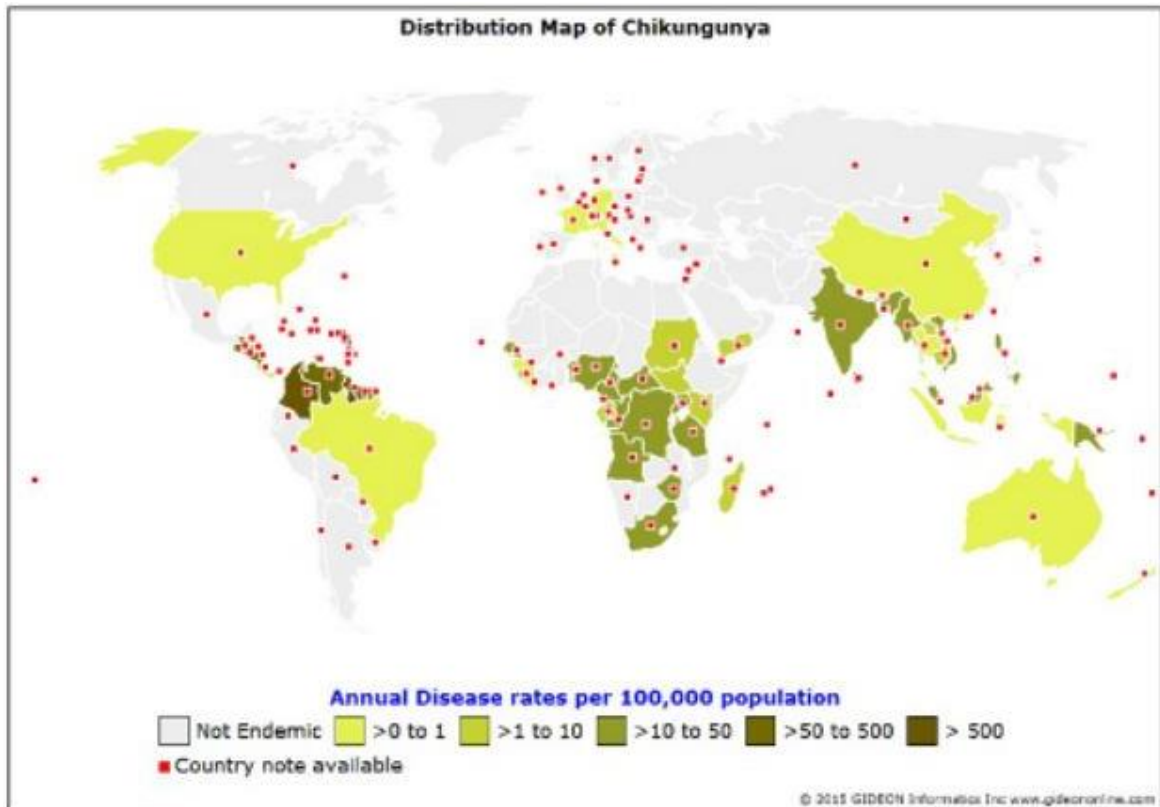 Distribution Map of Chikungunya
Annual Disease rates per 100,000 population
Not Endemic >0 to 1 >1 to 10 >10 to 50 >50 to 500 > 500
Country note available
© 2015 GIDEON Informatics Inc www.gideononline.com